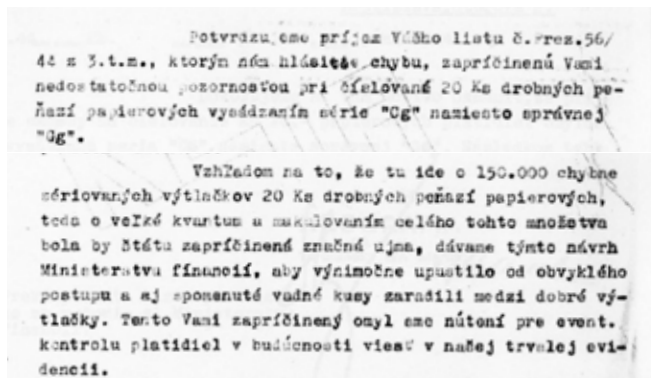 Potvrdzujeme príjem Vášho listu č.Prez.56/
44 z 3.t.m., ktorým nám hlásite chybu, zapríčinenú Vami
nedostatočnou pozornosťou pri číslovaní 20 Ks drobných pe-
ňazí papierových vysádzaním série "Cg" namiesto správnej
"Gg".
Vzhľadom na to, že tu ide o 150.000 chybne
sériovaných výtlačkov 20 Ks drobných peňazí papierových,
teda o veľké kvantum a makulovaním celého tohto množstva
bola by štátu zapríčinená značná ujma, dávame týmto návrh
Ministerstvu fínancií, aby výnimočne upustilo od obvyklého
postupu a aj spomenuté vadné kusy zaradili medzi dobré vý-
tlačky. Tento Vami zapríčinený omyl sme nútení pre event.
kontrolu platidiel v budúcnosti viesť v našej trvalej evi-
dencii.